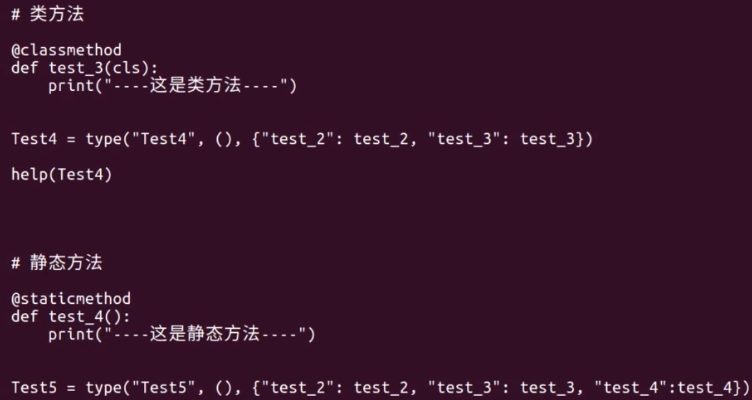 # 类方法
@classmethod
def test_3(cls):
    print("----这是类方法----")
Test4 = type("Test4", (), {"test_2": test_2, "test_3": test_3})
help(Test4)
# 静态方法
@staticmethod
def test_4():
    print("----这是静态方法----")
Test5 = type("Test5", (), {"test_2": test_2, "test_3": test_3, "test_4":test_4})